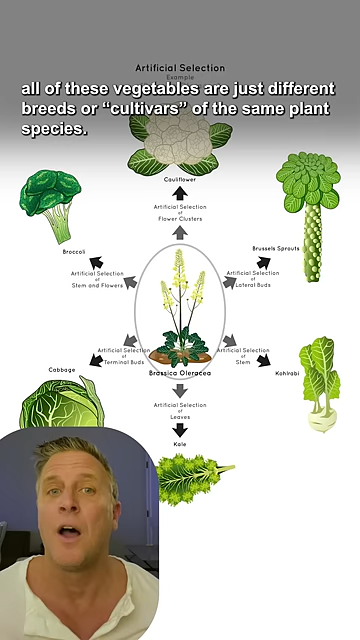 Artificial Selection
Example
all of these vegetables are just different
breeds or “cultivars” of the same plant
species.
Cauliflower
Artificial Selection
of
Flower Clusters
Broccoli
Brussels Sprouts
Artificial Selection
of
Stem and Flowers
Artificial Selection
of
Lateral Buds
Artificial Selection
of
Terminal Buds
Artificial Selection
of
Stem
Cabbage
Brassica Oleracea
Kohlrabi
Artificial Selection
of
Leaves
Kale